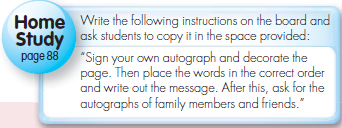 Home
Study
page 88
Write the following instructions on the board and
ask students to copy it in the space provided:
“Sign your own autograph and decorate the
page. Then place the words in the correct order
and write out the message. After this, ask for the
autographs of family members and friends.”